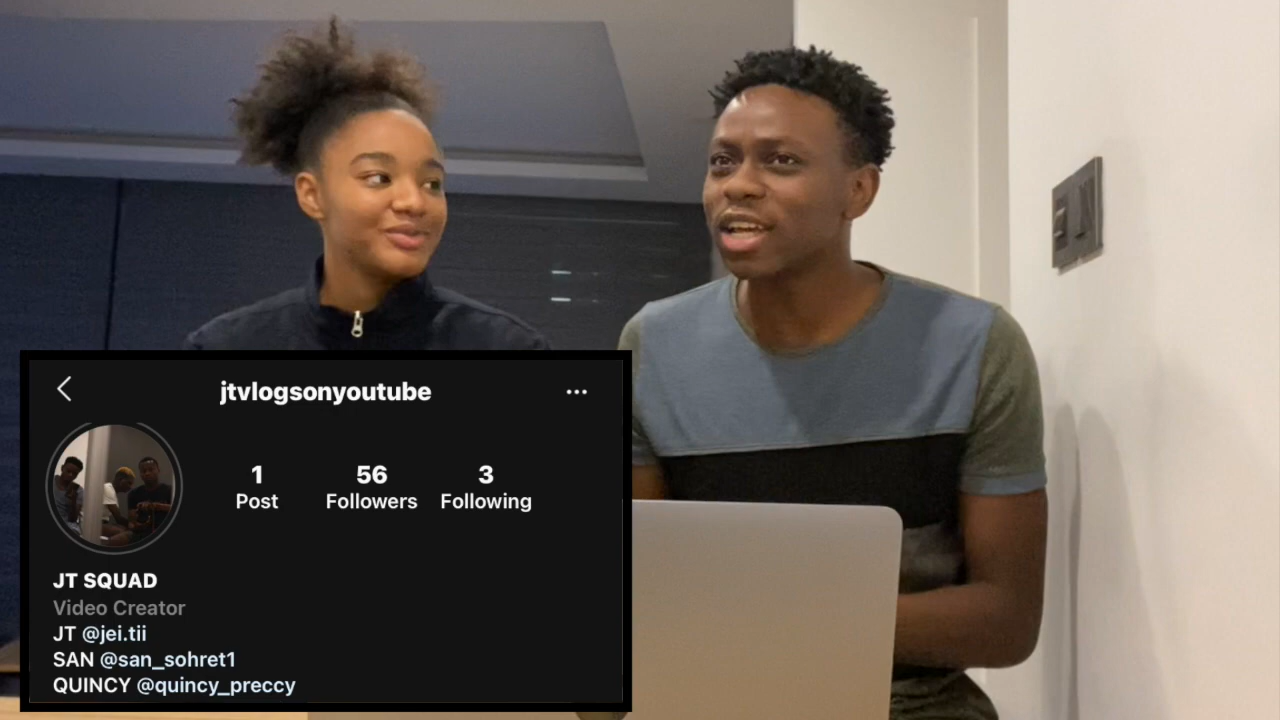 jtvlogsonyoutube
1 56 3
Post Followers Following
JT SQUAD
Video Creator
JT @jei.tii
SAN @san_sohret1
QUINCY @quincy_preccy